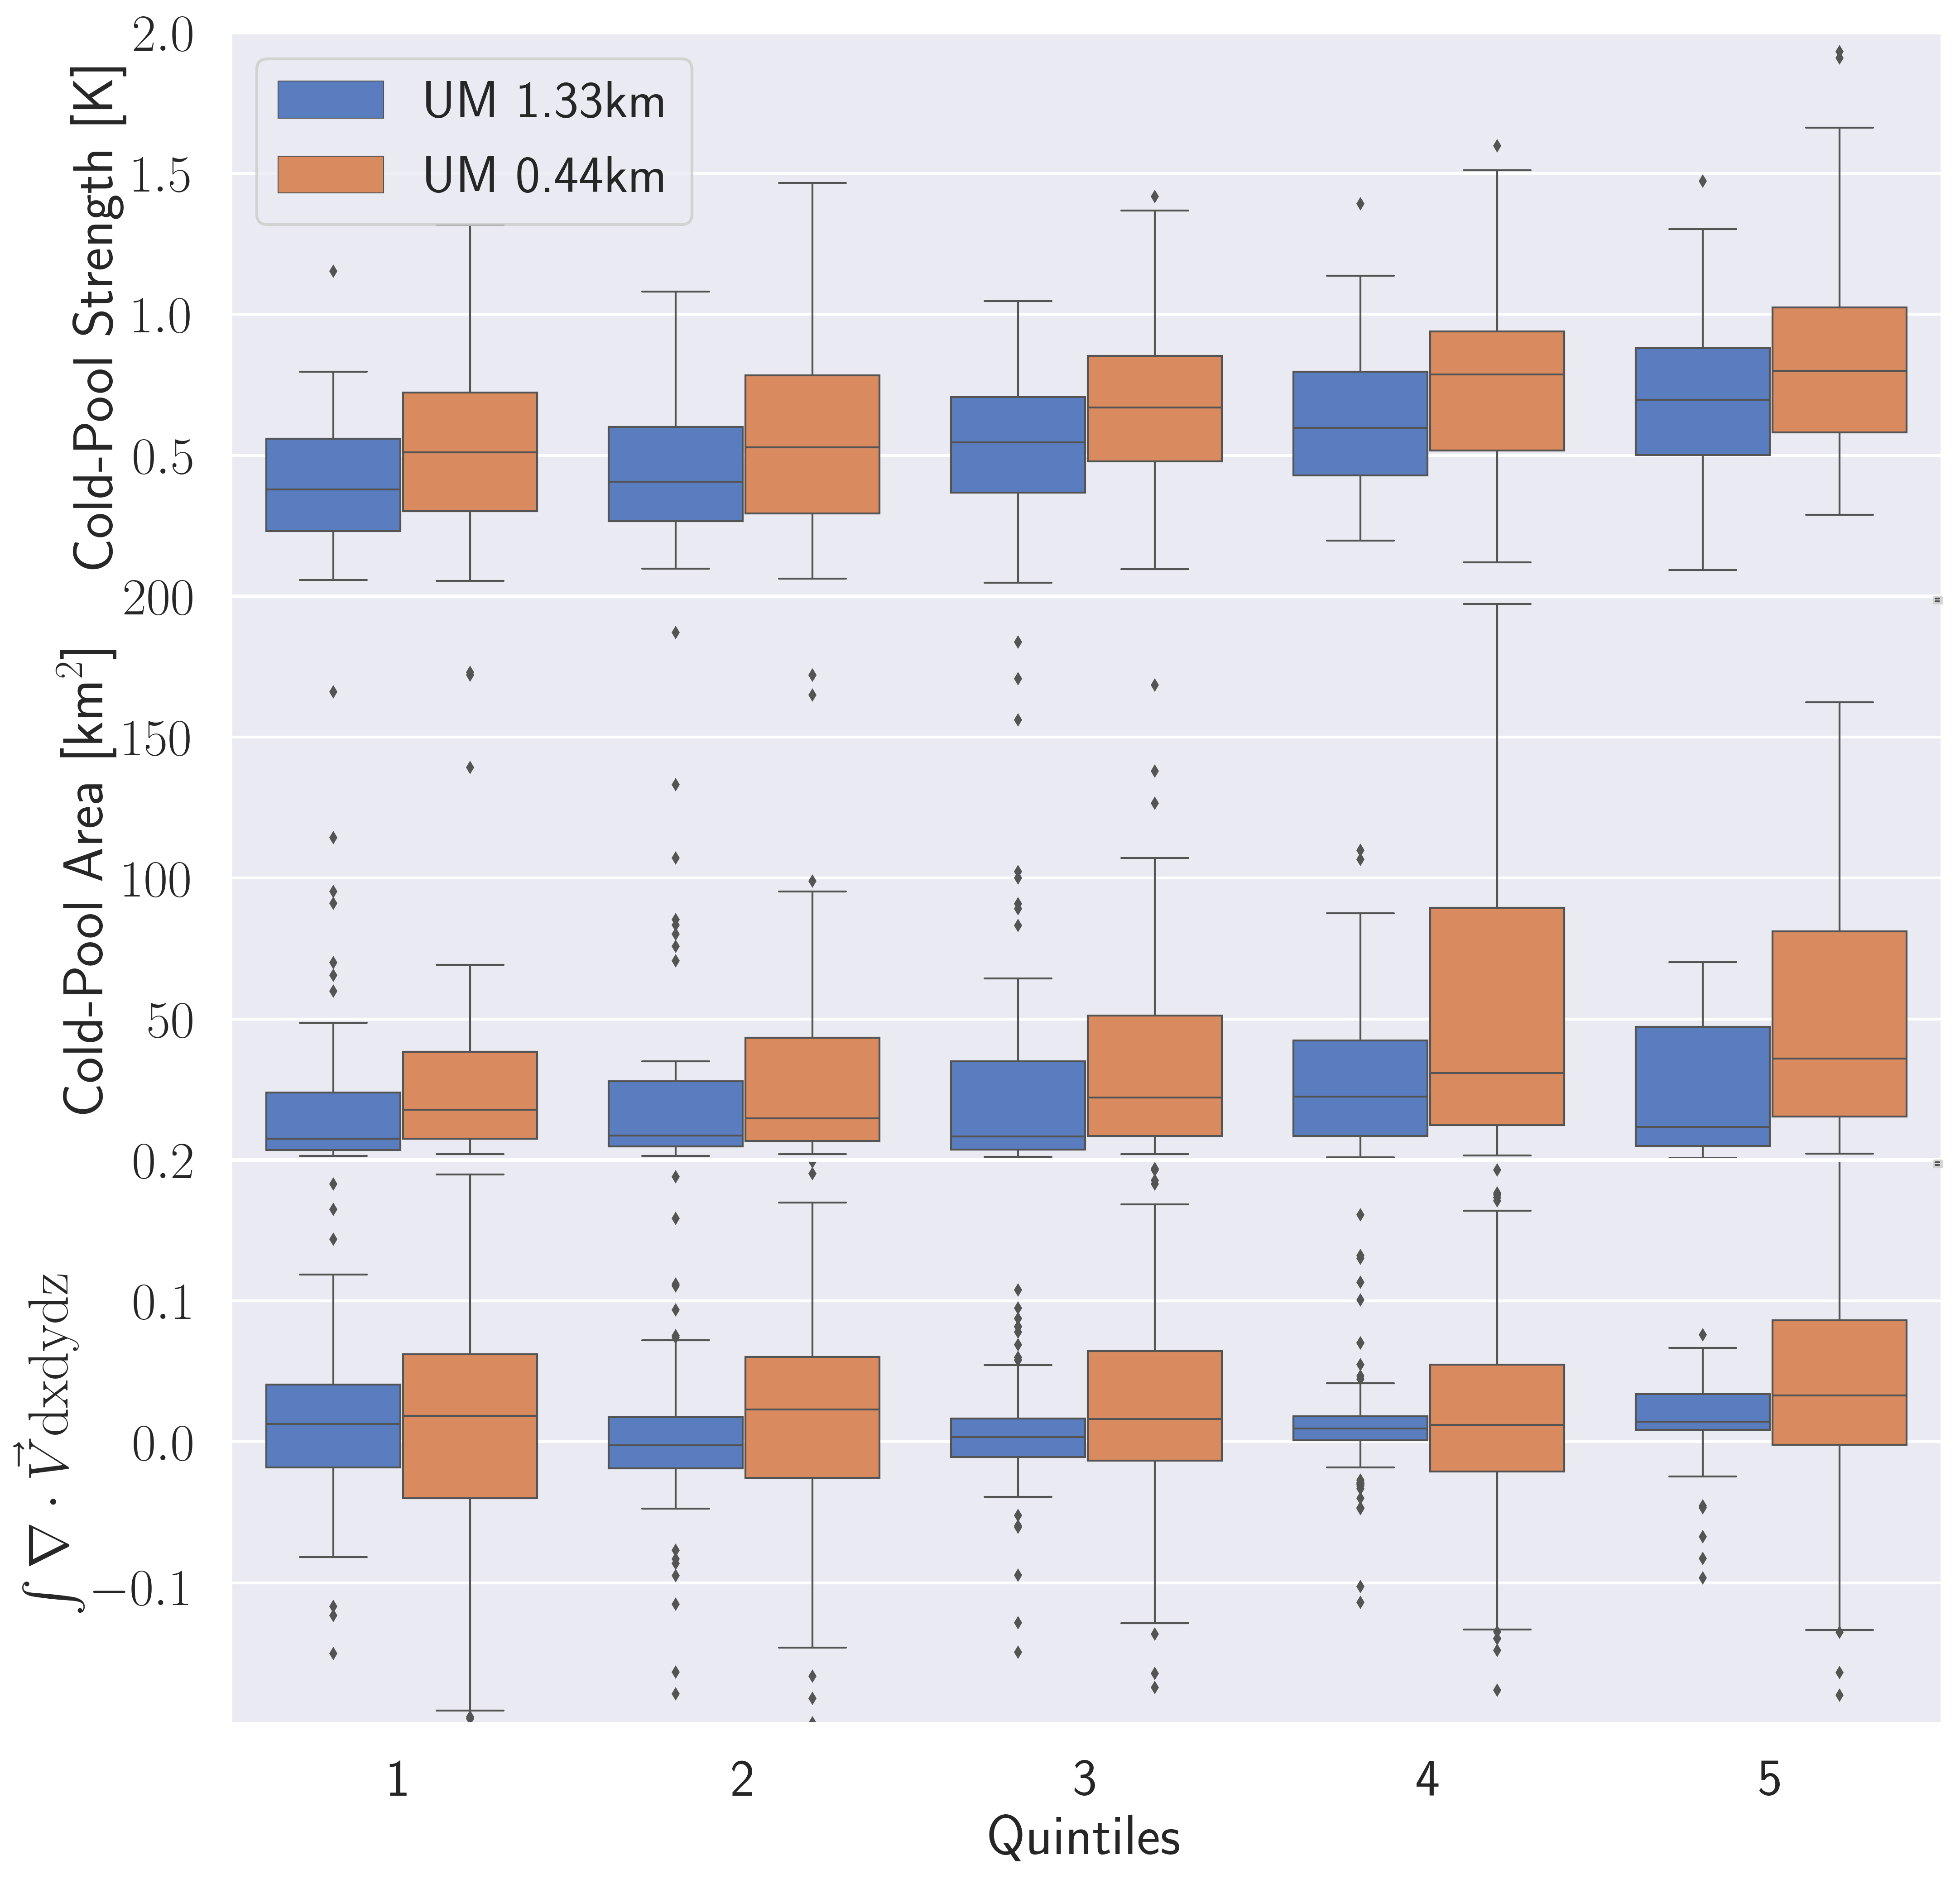 2.0
1.5
1.0
0.5
Cold-Pool Strength [K]
UM 1.33km
UM 0.44km
200
150
100
50
Cold-Pool Area [km²]
0.2
0.1
0.0
−0.1
∫ ∇ · V⃗ dxdydz
1 2 3 4 5
Quintiles